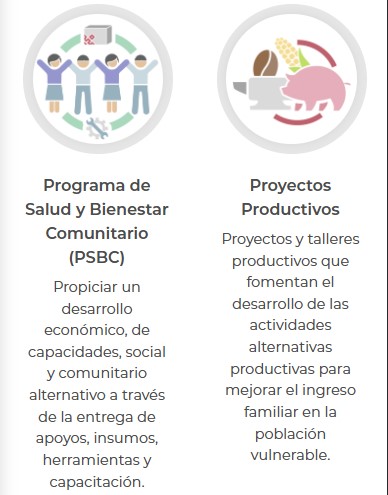 Programa de
Salud y Bienestar
Comunitario
(PSBC)
Propiciar un
desarrollo
económico, de
capacidades, social
y comunitario
alternativo a través
de la entrega de
apoyos, insumos,
herramientas y
capacitación.
Proyectos
Productivos
Proyectos y talleres
productivos que
fomentan el
desarrollo de las
actividades
alternativas
productivas para
mejorar el ingreso
familiar en la
población
vulnerable.